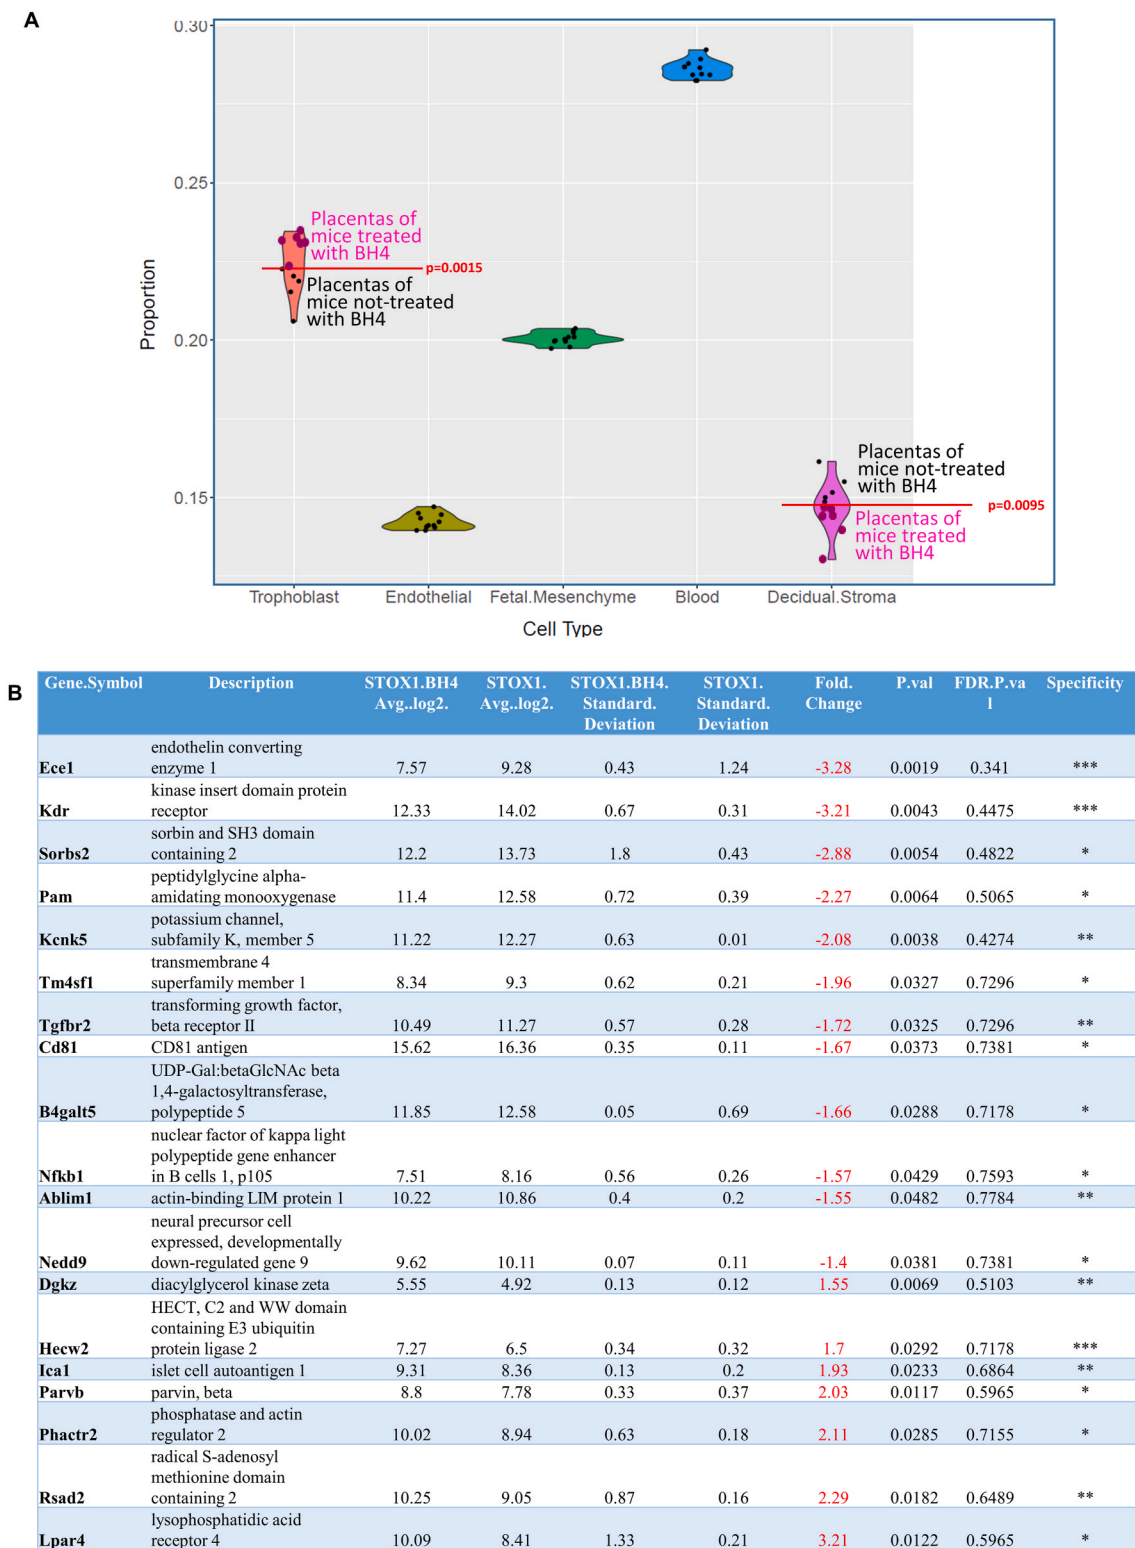 A
0.30
0.25
0.20
0.15
Proportion
Placentas of
mice treated
with BH4
p=0.0015
Placentas of
mice not-treated
with BH4
Placentas of
mice not-treated
with BH4
p=0.0095
Placentas of
mice treated
with BH4
Trophoblast Endothelial Fetal.Mesenchyme Blood Decidual.Stroma
Cell Type
B
Gene.Symbol Description STOX1.BH4 STOX1. STOX1.BH4. STOX1. Fold. P.val FDR.P.va Specificity
Avg..log2. Avg..log2. Standard. Standard. Change l
Deviation Deviation
endothelin converting
Ece1 enzyme 1 7.57 9.28 0.43 1.24 -3.28 0.0019 0.341 ***
kinase insert domain protein
Kdr receptor 12.33 14.02 0.67 0.31 -3.21 0.0043 0.4475 ***
sorbin and SH3 domain
Sorbs2 containing 2 12.2 13.73 1.8 0.43 -2.88 0.0054 0.4822 *
peptidylglycine alpha-
Pam amidating monooxygenase 11.4 12.58 0.72 0.39 -2.27 0.0064 0.5065 *
potassium channel,
Kcnk5 subfamily K, member 5 11.22 12.27 0.63 0.01 -2.08 0.0038 0.4274 **
transmembrane 4
Tm4sf1 superfamily member 1 8.34 9.3 0.62 0.21 -1.96 0.0327 0.7296 *
transforming growth factor,
Tgfbr2 beta receptor II 10.49 11.27 0.57 0.28 -1.72 0.0325 0.7296 **
Cd81 CD81 antigen 15.62 16.36 0.35 0.11 -1.67 0.0373 0.7381 *
UDP-Gal:betaGlcNAc beta
1,4-galactosyltransferase,
B4galt5 polypeptide 5 11.85 12.58 0.05 0.69 -1.66 0.0288 0.7178 *
nuclear factor of kappa light
polypeptide gene enhancer
Nfkb1 in B cells 1, p105 7.51 8.16 0.56 0.26 -1.57 0.0429 0.7593 *
Ablim1 actin-binding LIM protein 1 10.22 10.86 0.4 0.2 -1.55 0.0482 0.7784 **
neural precursor cell
expressed, developmentally
Nedd9 down-regulated gene 9 9.62 10.11 0.07 0.11 -1.4 0.0381 0.7381 *
Dgkz diacylglycerol kinase zeta 5.55 4.92 0.13 0.12 1.55 0.0069 0.5103 **
HECT, C2 and WW domain
containing E3 ubiquitin
Hecw2 protein ligase 2 7.27 6.5 0.34 0.32 1.7 0.0292 0.7178 ***
Ica1 islet cell autoantigen 1 9.31 8.36 0.13 0.2 1.93 0.0233 0.6864 **
Parvb parvin, beta 8.8 7.78 0.33 0.37 2.03 0.0117 0.5965 *
phosphatase and actin
Phactr2 regulator 2 10.02 8.94 0.63 0.18 2.11 0.0285 0.7155 *
radical S-adenosyl
methionine domain
Rsad2 containing 2 10.25 9.05 0.87 0.16 2.29 0.0182 0.6489 **
lysophosphatidic acid
Lpar4 receptor 4 10.09 8.41 1.33 0.21 3.21 0.0122 0.5965 *